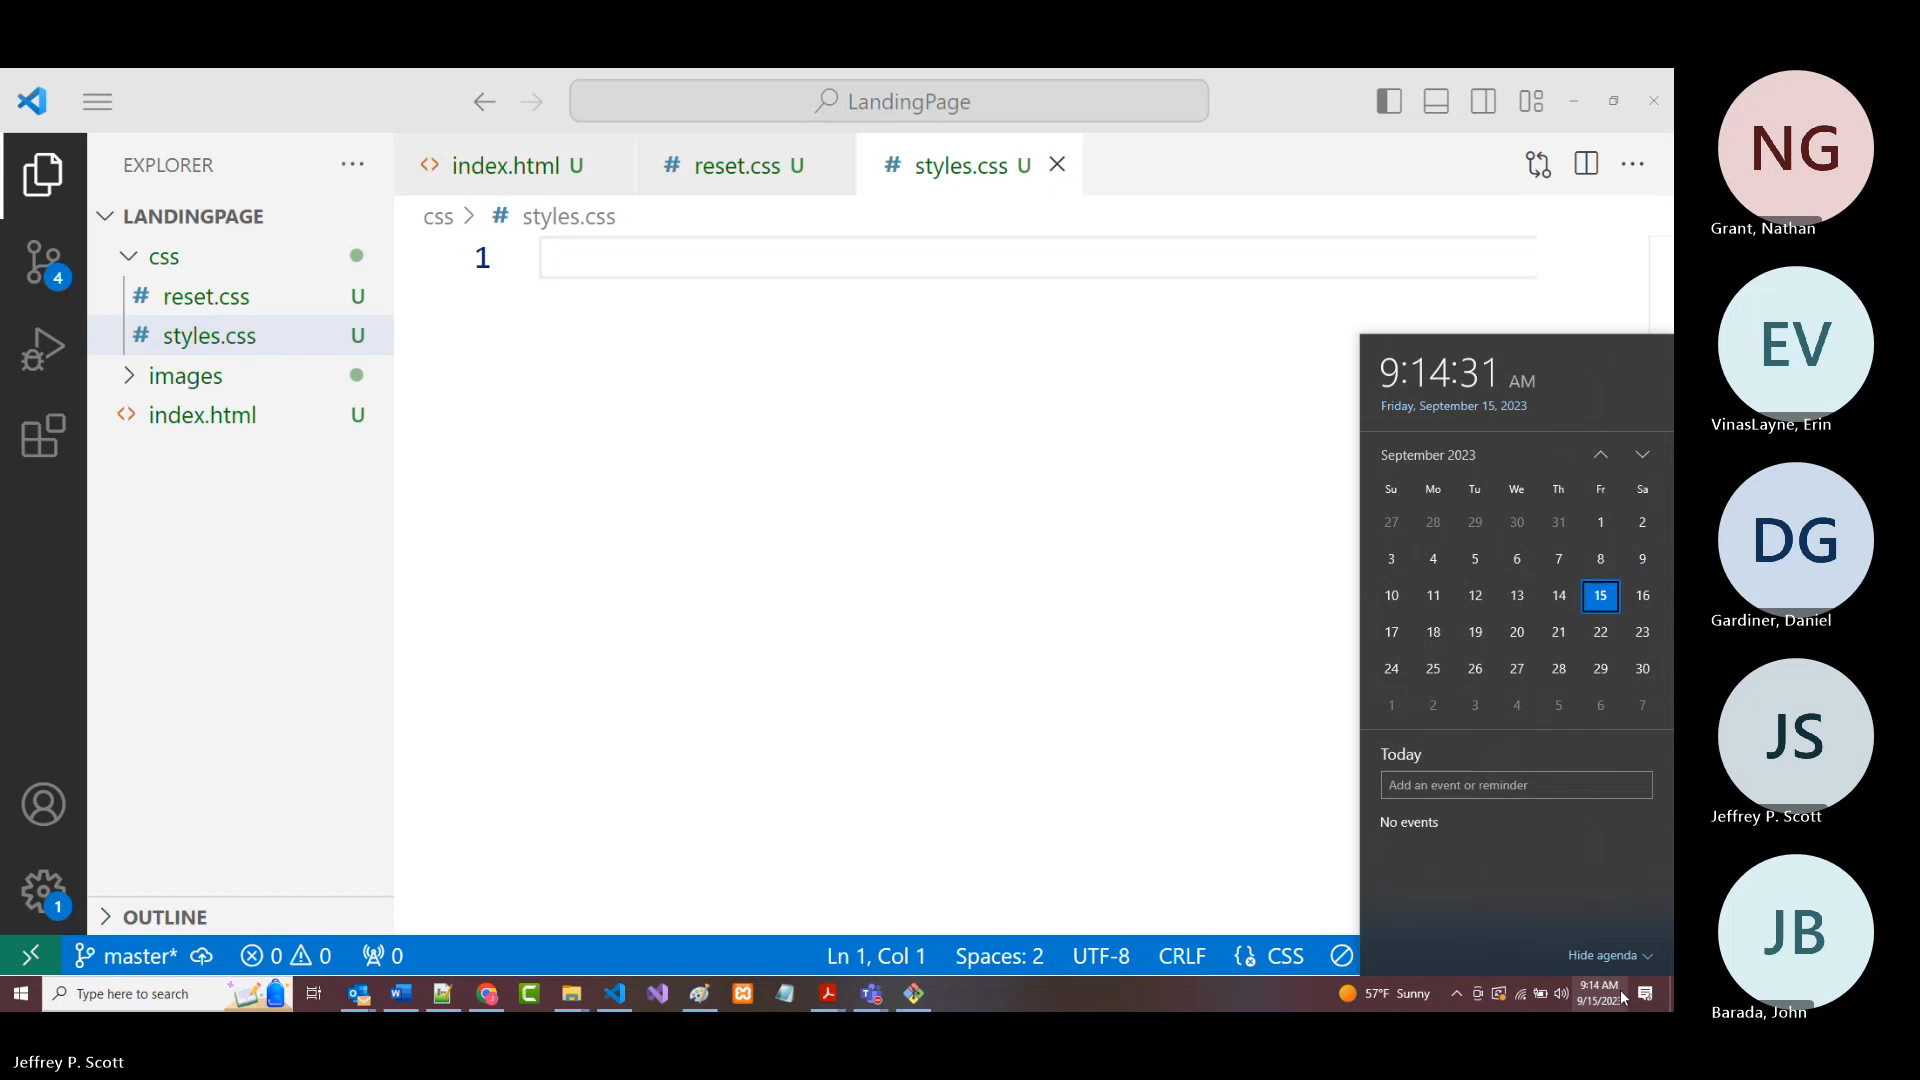 LandingPage
EXPLORER
index.html U
reset.css U
styles.css U
LANDINGPAGE
css
reset.css U
styles.css U
images
index.html U
OUTLINE
css > # styles.css
1
4
1
9:14:31 AM
Friday, September 15, 2023
September 2023
Su Mo Tu We Th Fr Sa
27 28 29 30 31 1 2
3 4 5 6 7 8 9
10 11 12 13 14 15 16
17 18 19 20 21 22 23
24 25 26 27 28 29 30
1 2 3 4 5 6 7
Today
Add an event or reminder
No events
Hide agenda
master* 0 0 0 Ln 1, Col 1 Spaces: 2 UTF-8 CRLF CSS
Type here to search
57°F Sunny
9:14 AM
9/15/2023
NG
Grant, Nathan
EV
VinasLayne, Erin
DG
Gardiner, Daniel
JS
Jeffrey P. Scott
JB
Barada, John
Jeffrey P. Scott